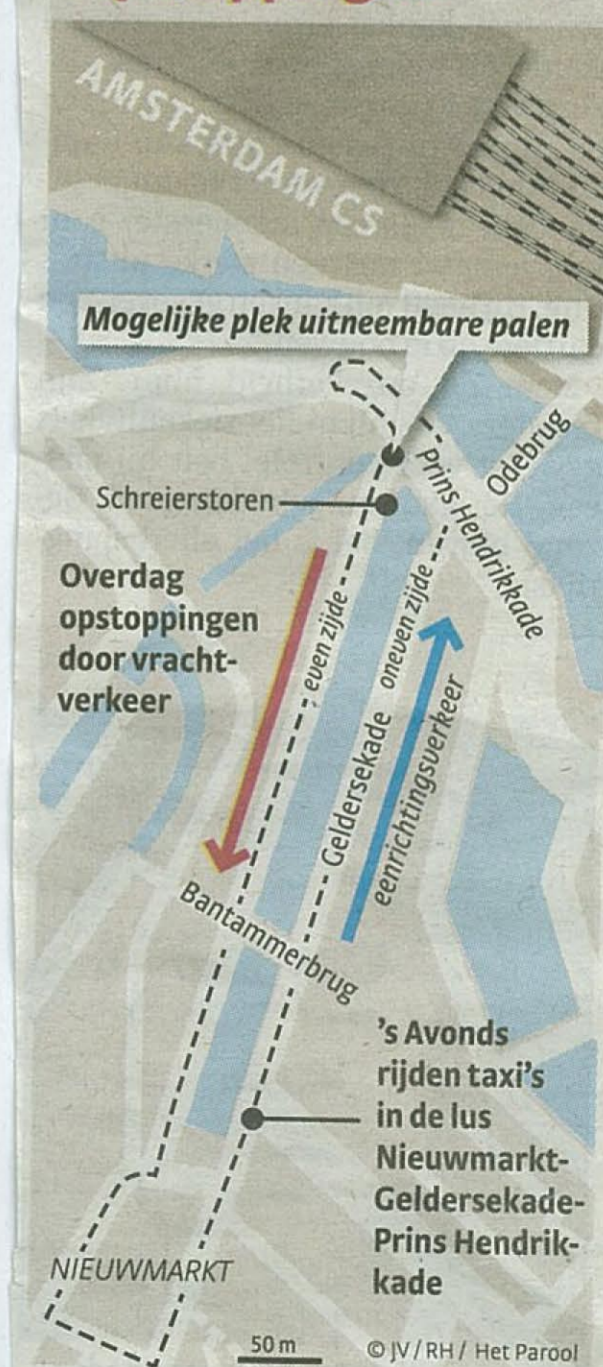 AMSTERDAM CS
Mogelijke plek uitneembare palen
Odebrug
Prins Hendrikkade
Schreierstoren
Overdag
opstoppingen
door vracht-
verkeer
even zijde
Geldersekade oneven zijde
eenrichtingsverkeer
Bantammerbrug
's Avonds
rijden taxi's
in de lus
Nieuwmarkt-
Geldersekade-
Prins Hendrik-
kade
NIEUWMARKT
50 m
© JV / RH / Het Parool